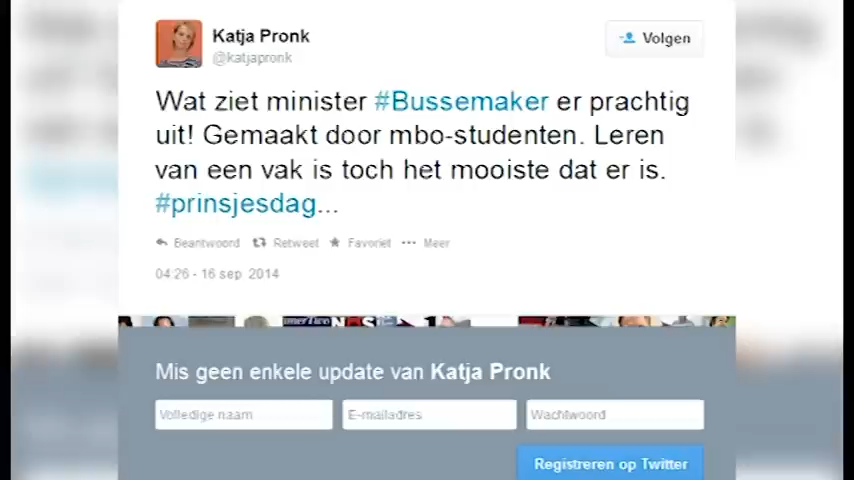 Katja Pronk
@katjapronk
Volgen
Wat ziet minister #Bussemaker er prachtig
uit! Gemaakt door mbo-studenten. Leren
van een vak is toch het mooiste dat er is.
#prinsjesdag...
Beantwoord Retweet Favoriet Meer
04:26 - 16 sep. 2014
Mis geen enkele update van Katja Pronk
Volledige naam E-mailadres Wachtwoord
Registreren op Twitter